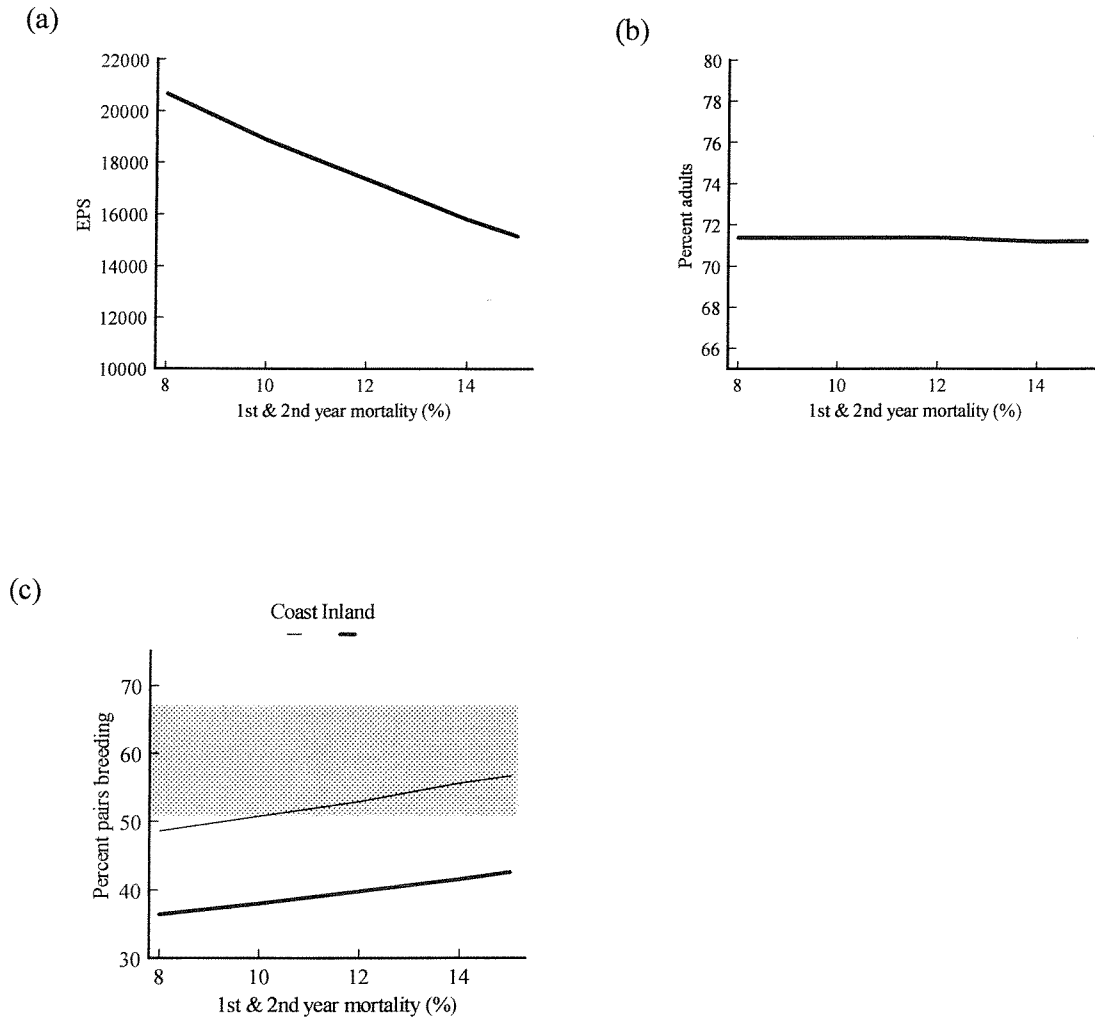 (a)
22000
20000
18000
16000
14000
12000
10000
EPS
8 10 12 14
1st & 2nd year mortality (%)
(b)
80
78
76
74
72
70
68
66
Percent adults
8 10 12 14
1st & 2nd year mortality (%)
(c)
Coast Inland
70
60
50
40
30
Percent pairs breeding
8 10 12 14
1st & 2nd year mortality (%)